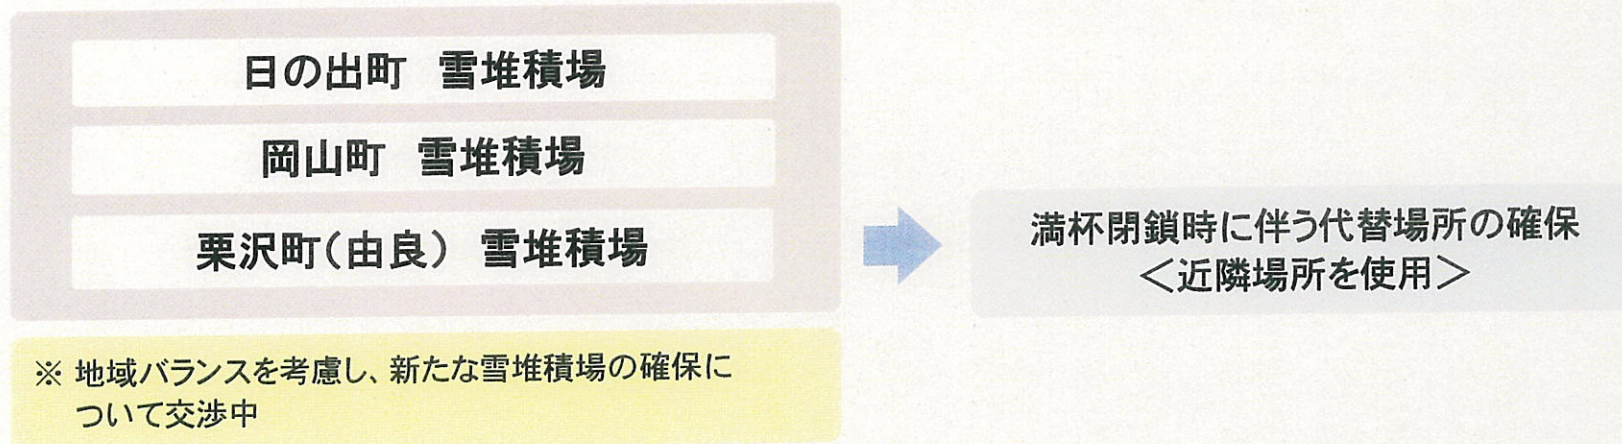 日の出町　雪堆積場
岡山町　雪堆積場
栗沢町（由良）　雪堆積場
満杯閉鎖時に伴う代替場所の確保
＜近隣場所を使用＞
※ 地域バランスを考慮し、新たな雪堆積場の確保に
ついて交渉中